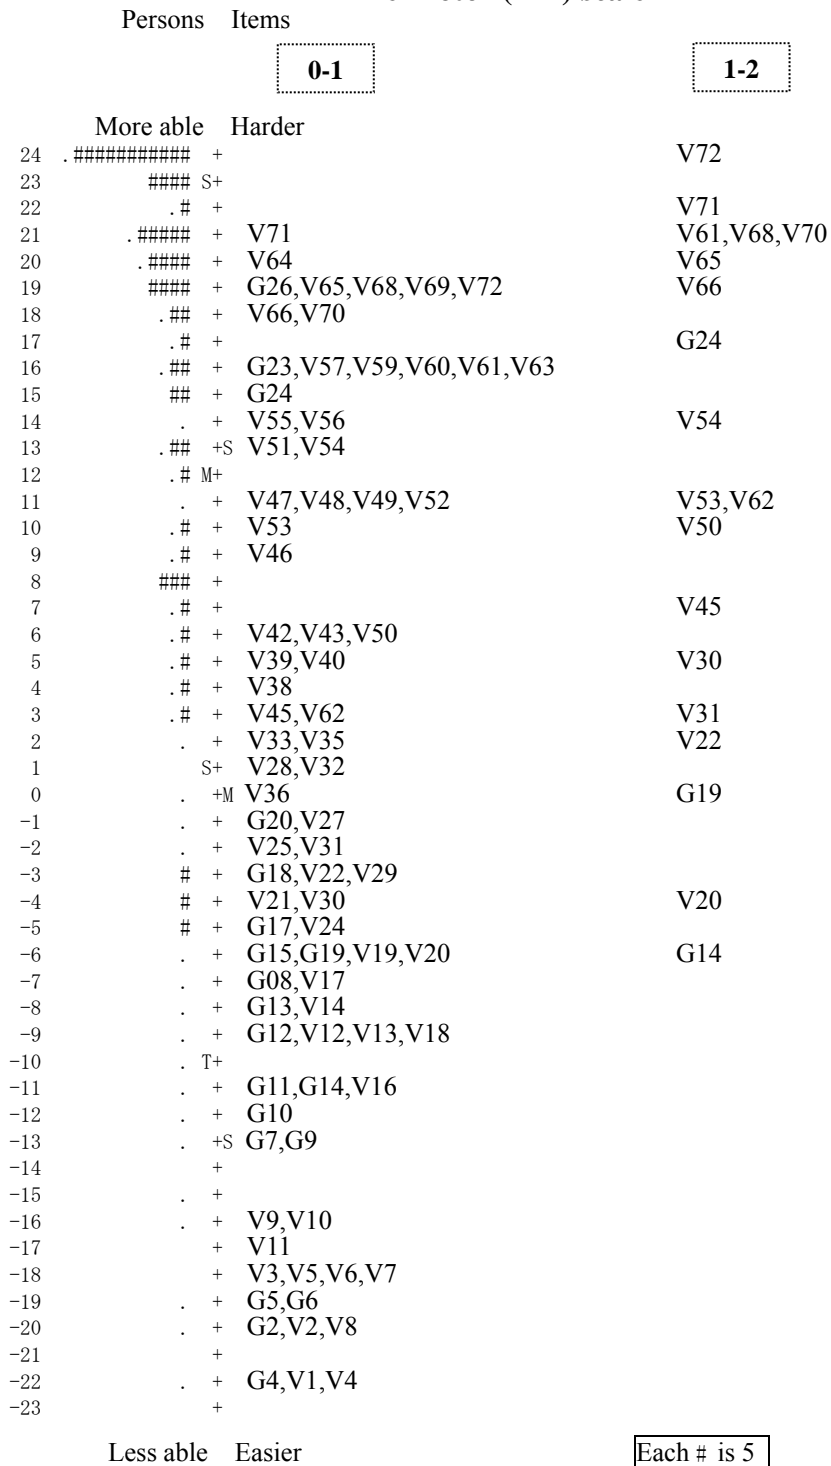 Persons Items
0-1 1-2
More able Harder
24 .########### + V72
23 #### S+
22 .# + V71
21 .##### + V71 V61,V68,V70
20 .#### + V64 V65
19 #### + G26,V65,V68,V69,V72 V66
18 .## + V66,V70
17 .# + G24
16 .## + G23,V57,V59,V60,V61,V63
15 ## + G24
14 . + V55,V56 V54
13 .## +S V51,V54
12 .# M+
11 . + V47,V48,V49,V52 V53,V62
10 .# + V53 V50
9 .# + V46
8 ### +
7 .# + V45
6 .# + V42,V43,V50
5 .# + V39,V40 V30
4 .# + V38
3 .# + V45,V62 V31
2 . + V33,V35 V22
1 S+ V28,V32
0 . +M V36 G19
-1 . + G20,V27
-2 . + V25,V31
-3 # + G18,V22,V29
-4 # + V21,V30 V20
-5 # + G17,V24
-6 . + G15,G19,V19,V20 G14
-7 . + G08,V17
-8 . + G13,V14
-9 . + G12,V12,V13,V18
-10 . T+
-11 . + G11,G14,V16
-12 . + G10
-13 . +S G7,G9
-14 +
-15 . +
-16 . + V9,V10
-17 + V11
-18 + V3,V5,V6,V7
-19 . + G5,G6
-20 . + G2,V2,V8
-21 +
-22 . + G4,V1,V4
-23 +
Less able Easier Each # is 5